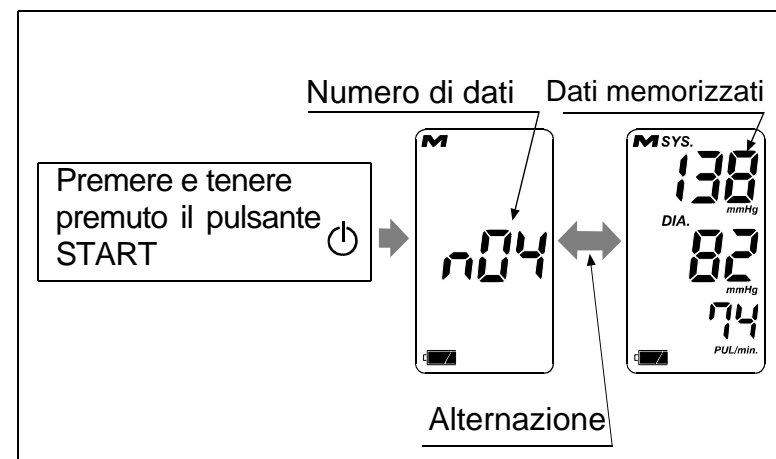 Numero di dati
Dati memorizzati
Premere e tenere
premuto il pulsante
START
M
n04
M SYS.
138
mmHg
DIA.
82
mmHg
74
PUL/min.
Alternazione